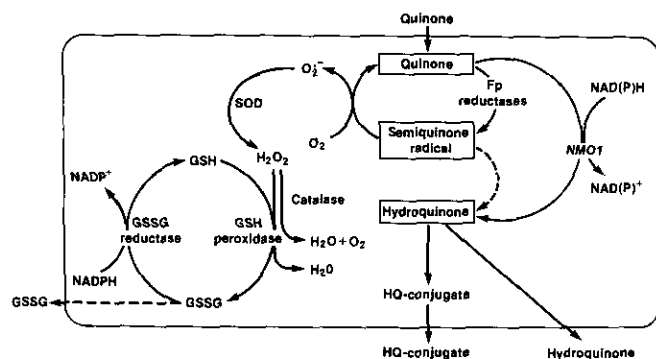 Quinone
Quinone
O₂·⁻
Fp
reductases
NAD(P)H
SOD
O₂
Semiquinone
radical
NMO1
H₂O₂
GSH
NADP⁺
NAD(P)⁺
Catalase
Hydroquinone
GSSG
reductase
GSH
peroxidase
H₂O+O₂
H₂O
NADPH
GSSG
GSSG
HQ-conjugate
HQ-conjugate
Hydroquinone